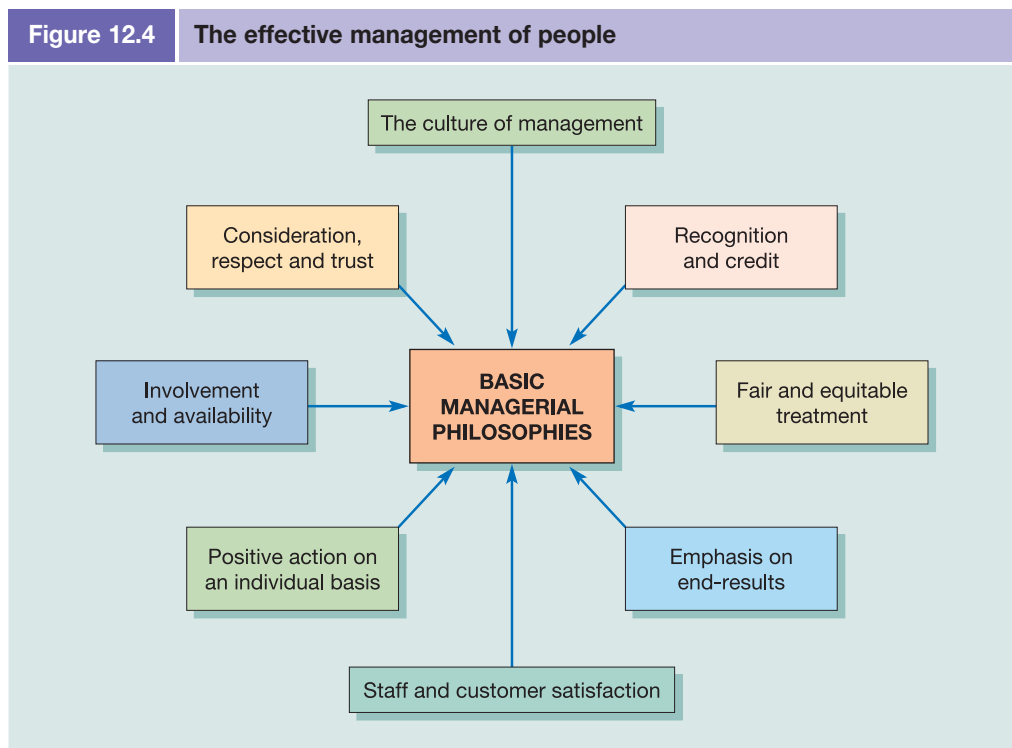 Figure 12.4
The effective management of people
The culture of management
Consideration,
respect and trust
Recognition
and credit
Involvement
and availability
BASIC
MANAGERIAL
PHILOSOPHIES
Fair and equitable
treatment
Positive action on
an individual basis
Emphasis on
end-results
Staff and customer satisfaction